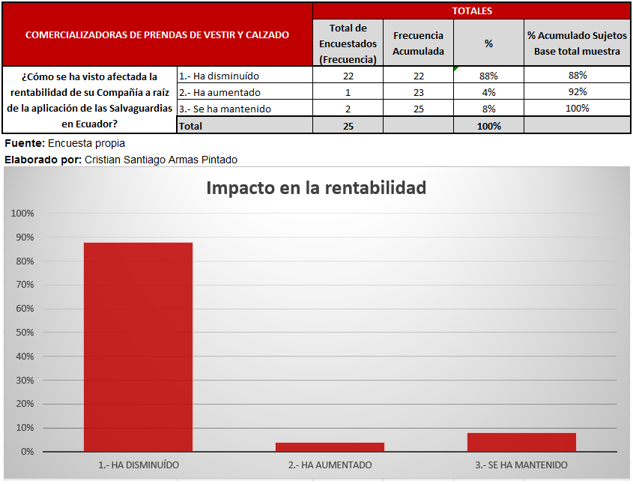 TOTALES
COMERCIALIZADORAS DE PRENDAS DE VESTIR Y CALZADO
Total de Encuestados (Frecuencia)
Frecuencia Acumulada
%
% Acumulado Sujetos Base total muestra
¿Cómo se ha visto afectada la rentabilidad de su Compañía a raíz de la aplicación de las Salvaguardias en Ecuador?
1.- Ha disminuído 22 22 88% 88%
2.- Ha aumentado 1 23 4% 92%
3.- Se ha mantenido 2 25 8% 100%
Total 25 100%
Fuente: Encuesta propia
Elaborado por: Cristian Santiago Armas Pintado
Impacto en la rentabilidad
100%
90%
80%
70%
60%
50%
40%
30%
20%
10%
0%
1.- HA DISMINUÍDO 2.- HA AUMENTADO 3.- SE HA MANTENIDO